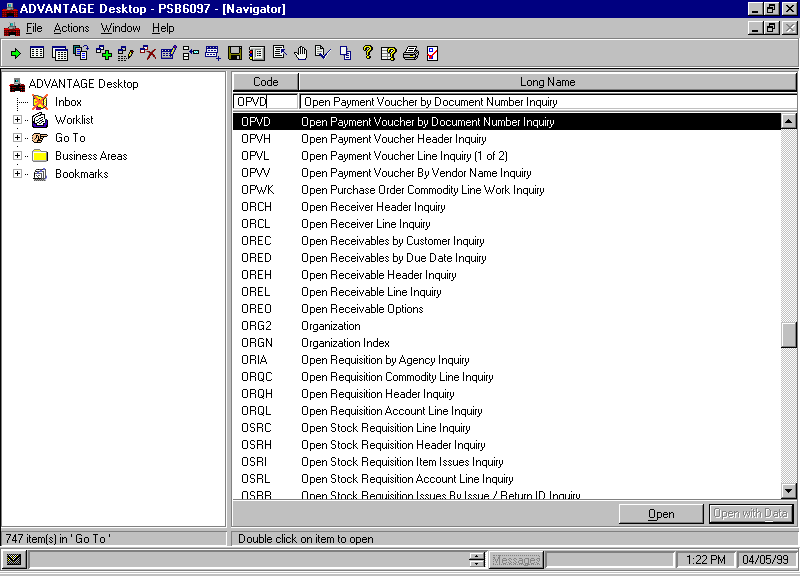 ADVANTAGE Desktop - PSB6097 - [Navigator]
File Actions Window Help
ADVANTAGE Desktop
Inbox
Worklist
Go To
Business Areas
Bookmarks
Code Long Name
OPVD Open Payment Voucher by Document Number Inquiry
OPVD Open Payment Voucher by Document Number Inquiry
OPVH Open Payment Voucher Header Inquiry
OPVL Open Payment Voucher Line Inquiry (1 of 2)
OPVV Open Payment Voucher By Vendor Name Inquiry
OPWK Open Purchase Order Commodity Line Work Inquiry
ORCH Open Receiver Header Inquiry
ORCL Open Receiver Line Inquiry
OREC Open Receivables by Customer Inquiry
ORED Open Receivables by Due Date Inquiry
OREH Open Receivable Header Inquiry
OREL Open Receivable Line Inquiry
OREO Open Receivable Options
ORG2 Organization
ORGN Organization Index
ORIA Open Requisition by Agency Inquiry
ORQC Open Requisition Commodity Line Inquiry
ORQH Open Requisition Header Inquiry
ORQL Open Requisition Account Line Inquiry
OSRC Open Stock Requisition Line Inquiry
OSRH Open Stock Requisition Header Inquiry
OSRI Open Stock Requisition Item Issues Inquiry
OSRL Open Stock Requisition Account Line Inquiry
OSRR Open Stock Requisition Issues By Issue / Return ID Inquiry
Open Open with Data
747 item(s) in ' Go To ' Double click on item to open
Messages 1:22 PM 04/05/99